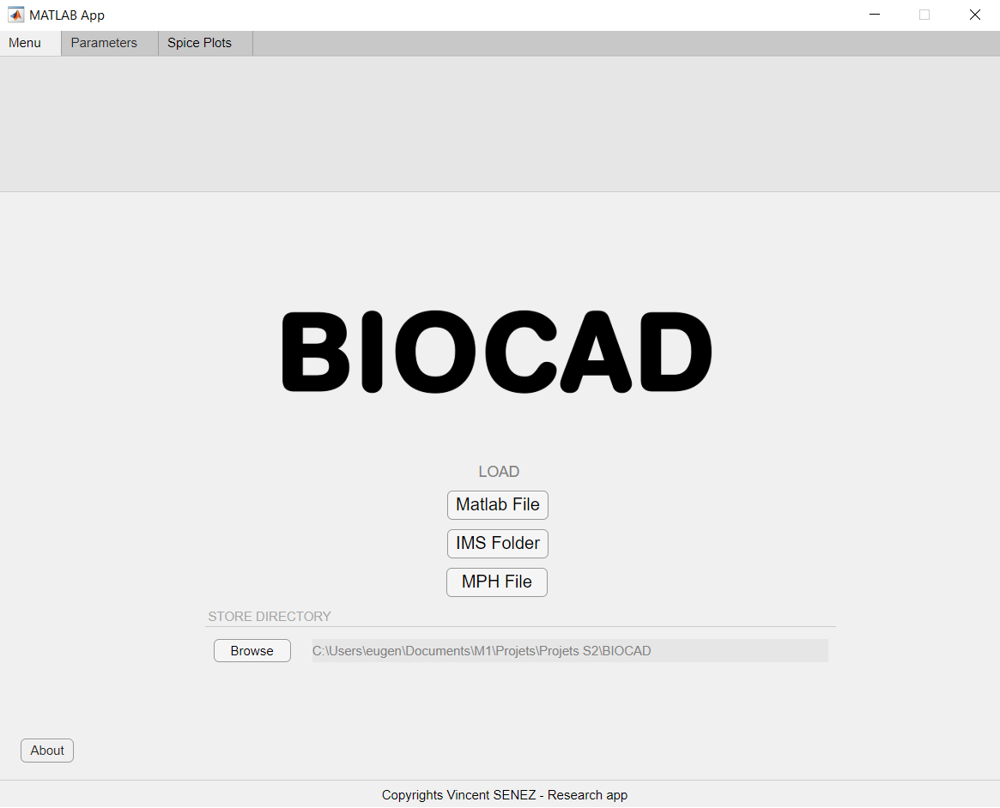 MATLAB App
Menu Parameters Spice Plots
BIOCAD
LOAD
Matlab File
IMS Folder
MPH File
STORE DIRECTORY
Browse C:\Users\eugen\Documents\M1\Projets\Projets S2\BIOCAD
About
Copyrights Vincent SENEZ - Research app